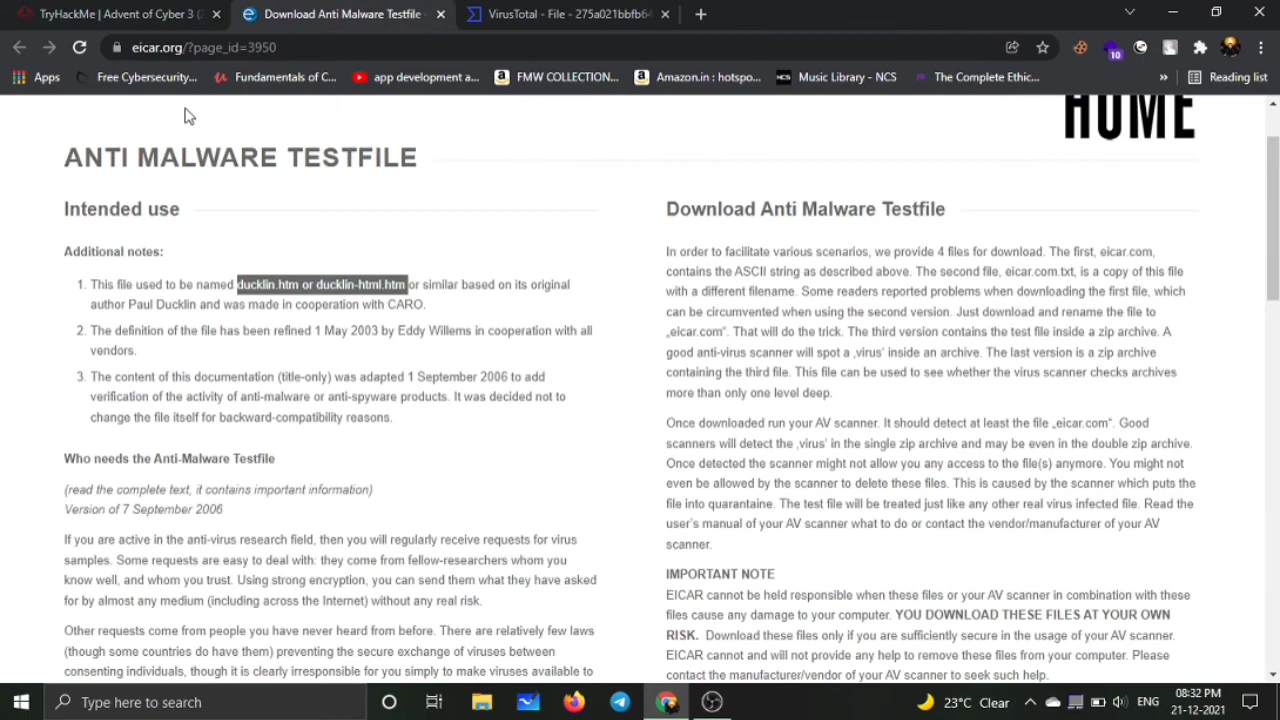 TryHackMe | Advent of Cyber 3 (
Download Anti Malware Testfile -
VirusTotal - File - 275a021bbfb64
eicar.org/?page_id=3950
10
Apps
Free Cybersecurity...
Fundamentals of C...
app development a...
FMW COLLECTION...
Amazon.in : hotspo...
NCS
Music Library - NCS
The Complete Ethic...
»
Reading list
HOME
ANTI MALWARE TESTFILE
Intended use
Additional notes:
1. This file used to be named ducklin.htm or ducklin-html.htm or similar based on its original
author Paul Ducklin and was made in cooperation with CARO.
2. The definition of the file has been refined 1 May 2003 by Eddy Willems in cooperation with all
vendors.
3. The content of this documentation (title-only) was adapted 1 September 2006 to add
verification of the activity of anti-malware or anti-spyware products. It was decided not to
change the file itself for backward-compatibility reasons.
Who needs the Anti-Malware Testfile
(read the complete text, it contains important information)
Version of 7 September 2006
If you are active in the anti-virus research field, then you will regularly receive requests for virus
samples. Some requests are easy to deal with: they come from fellow-researchers whom you
know well, and whom you trust. Using strong encryption, you can send them what they have asked
for by almost any medium (including across the Internet) without any real risk.
Other requests come from people you have never heard from before. There are relatively few laws
(though some countries do have them) preventing the secure exchange of viruses between
consenting individuals, though it is clearly irresponsible for you simply to make viruses available to
Download Anti Malware Testfile
In order to facilitate various scenarios, we provide 4 files for download. The first, eicar.com,
contains the ASCII string as described above. The second file, eicar.com.txt, is a copy of this file
with a different filename. Some readers reported problems when downloading the first file, which
can be circumvented when using the second version. Just download and rename the file to
„eicar.com“. That will do the trick. The third version contains the test file inside a zip archive. A
good anti-virus scanner will spot a ‚virus’ inside an archive. The last version is a zip archive
containing the third file. This file can be used to see whether the virus scanner checks archives
more than only one level deep.
Once downloaded run your AV scanner. It should detect at least the file „eicar.com“. Good
scanners will detect the ‚virus’ in the single zip archive and may be even in the double zip archive.
Once detected the scanner might not allow you any access to the file(s) anymore. You might not
even be allowed by the scanner to delete these files. This is caused by the scanner which puts the
file into quarantaine. The test file will be treated just like any other real virus infected file. Read the
user’s manual of your AV scanner what to do or contact the vendor/manufacturer of your AV
scanner.
IMPORTANT NOTE
EICAR cannot be held responsible when these files or your AV scanner in combination with these
files cause any damage to your computer. YOU DOWNLOAD THESE FILES AT YOUR OWN
RISK. Download these files only if you are sufficiently secure in the usage of your AV scanner.
EICAR cannot and will not provide any help to remove these files from your computer. Please
contact the manufacturer/vendor of your AV scanner to seek such help.
Type here to search
23°C Clear
ENG
08:32 PM
21-12-2021